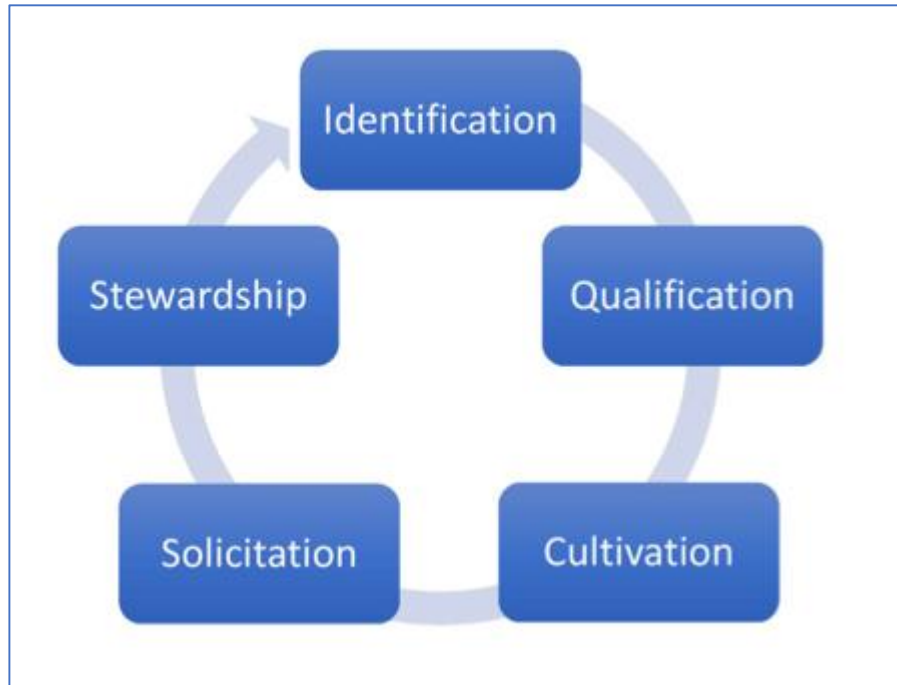 Identification
Qualification
Cultivation
Solicitation
Stewardship